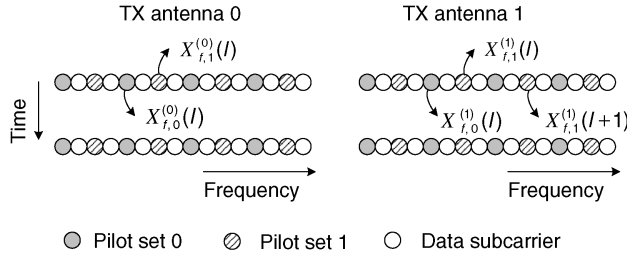 TX antenna 0
TX antenna 1
X_{f,1}^{(0)}(l)
X_{f,1}^{(1)}(l)
Time
X_{f,0}^{(0)}(l)
X_{f,0}^{(1)}(l)
X_{f,1}^{(1)}(l+1)
Frequency
Frequency
Pilot set 0
Pilot set 1
Data subcarrier